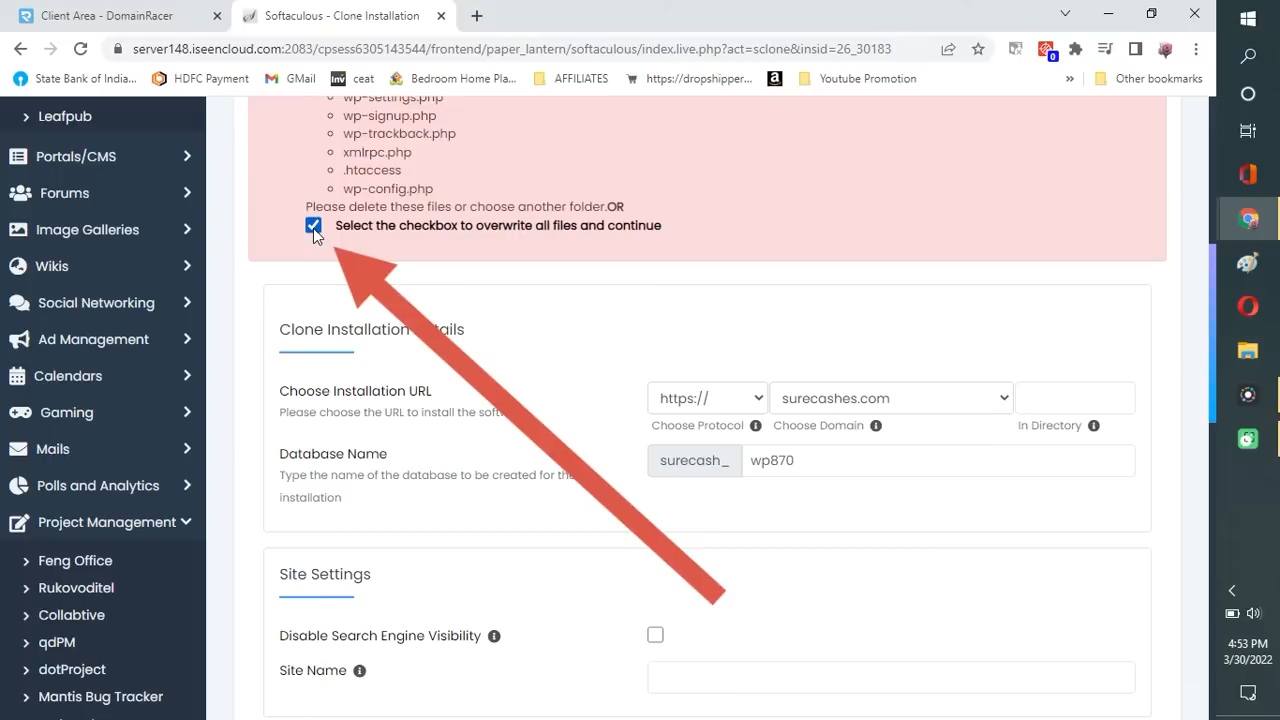 Client Area - DomainRacer
Softaculous - Clone Installation
server148.iseencloud.com:2083/cpsess6305143544/frontend/paper_lantern/softaculous/index.live.php?act=sclone&insid=26_30183
0
State Bank of India...
HDFC Payment
GMail
Inv
ceat
Bedroom Home Pla...
AFFILIATES
https://dropshipper...
a
Youtube Promotion
»
Other bookmarks
Leafpub
Portals/CMS
Forums
Image Galleries
Wikis
Social Networking
Ad Management
Calendars
Gaming
Mails
Polls and Analytics
Project Management
Feng Office
Rukovoditel
Collabtive
qdPM
dotProject
Mantis Bug Tracker
wp-settings.php
wp-signup.php
wp-trackback.php
xmlrpc.php
.htaccess
wp-config.php
Please delete these files or choose another folder.OR
Select the checkbox to overwrite all files and continue
Clone Installation
Choose Installation URL
https://
surecashes.com
Please choose the URL to install the
Choose Protocol
Choose Domain
In Directory
Database Name
surecash_
wp870
Type the name of the database to be created for the
installation
Site Settings
Disable Search Engine Visibility
Site Name
4:53 PM
3/30/2022